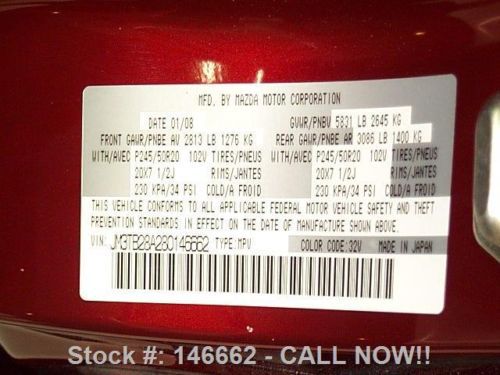 MFD. BY MAZDA MOTOR CORPORATION
DATE 01/08 GVWR/PNBV 5831 LB 2645 KG
FRONT GAWR/PNBE AV 2813 LB 1276 KG REAR GAWR/PNBE AR 3086 LB 1400 KG
WITH/AVEC P245/50R20 102V TIRES/PNEUS WITH/AVEC P245/50R20 102V TIRES/PNEUS
20X7 1/2J RIMS/JANTES 20X7 1/2J RIMS/JANTES
230 KPA/34 PSI COLD/A FROID 230 KPA/34 PSI COLD/A FROID
THIS VEHICLE CONFORMS TO ALL APPLICABLE FEDERAL MOTOR VEHICLE SAFETY AND THEFT
PREVENTION STANDARDS IN EFFECT ON THE DATE OF MANUFACTURE SHOWN ABOVE.
VIN: JM3TB28A280146662 TYPE: MPV COLOR CODE: 32V MADE IN JAPAN
Stock #: 146662 - CALL NOW!!